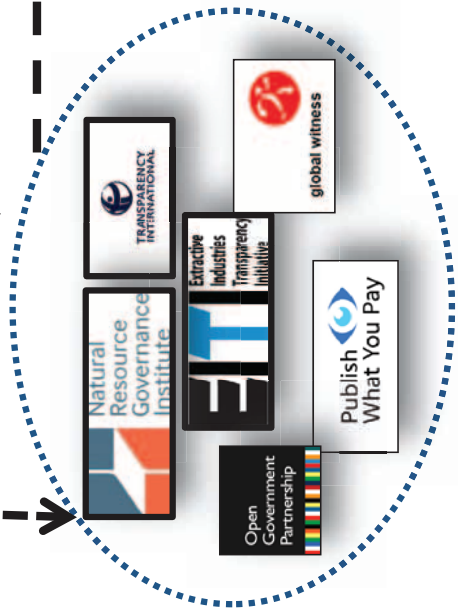 Natural
Resource
Governance
Institute
TRANSPARENCY
INTERNATIONAL
EITI
Extractive
Industries
Transparency
Initiative
global witness
Open
Government
Partnership
Publish
What You Pay